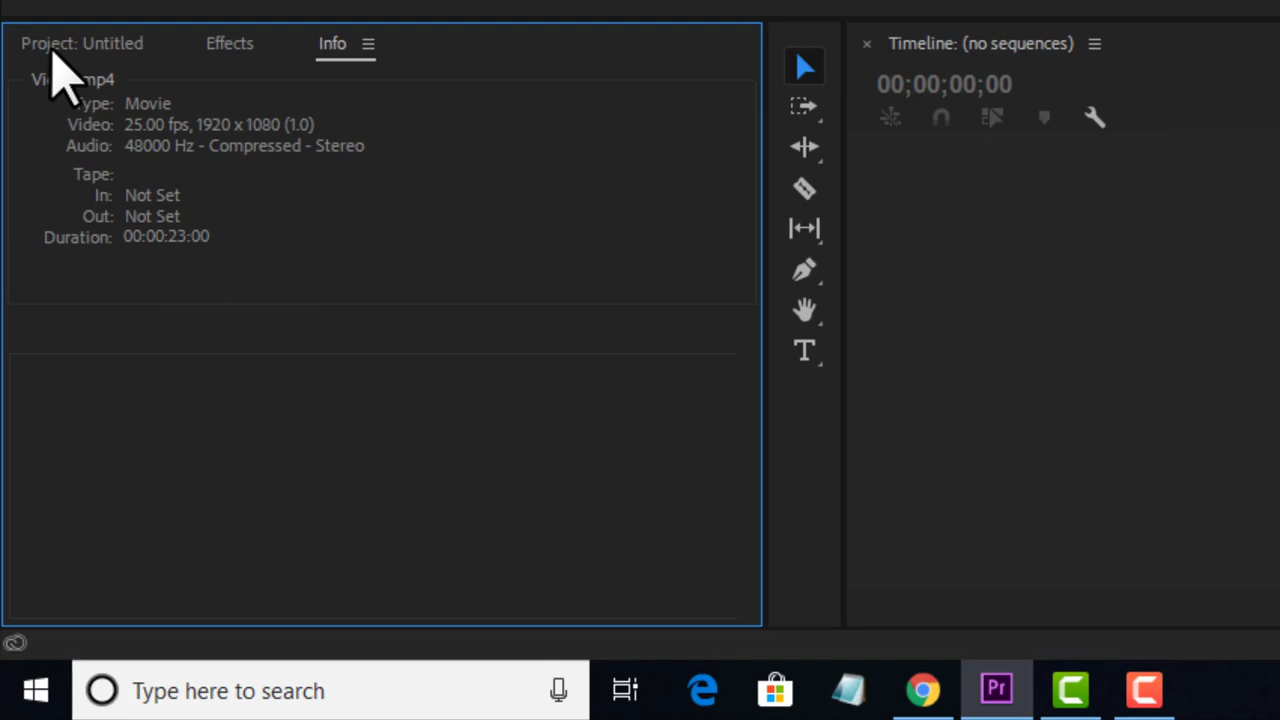 Project: Untitled Effects Info
mp4
Type: Movie
Video: 25.00 fps, 1920 x 1080 (1.0)
Audio: 48000 Hz - Compressed - Stereo
Tape:
In: Not Set
Out: Not Set
Duration: 00:00:23:00
Timeline: (no sequences)
00;00;00;00
T
Type here to search
Pr